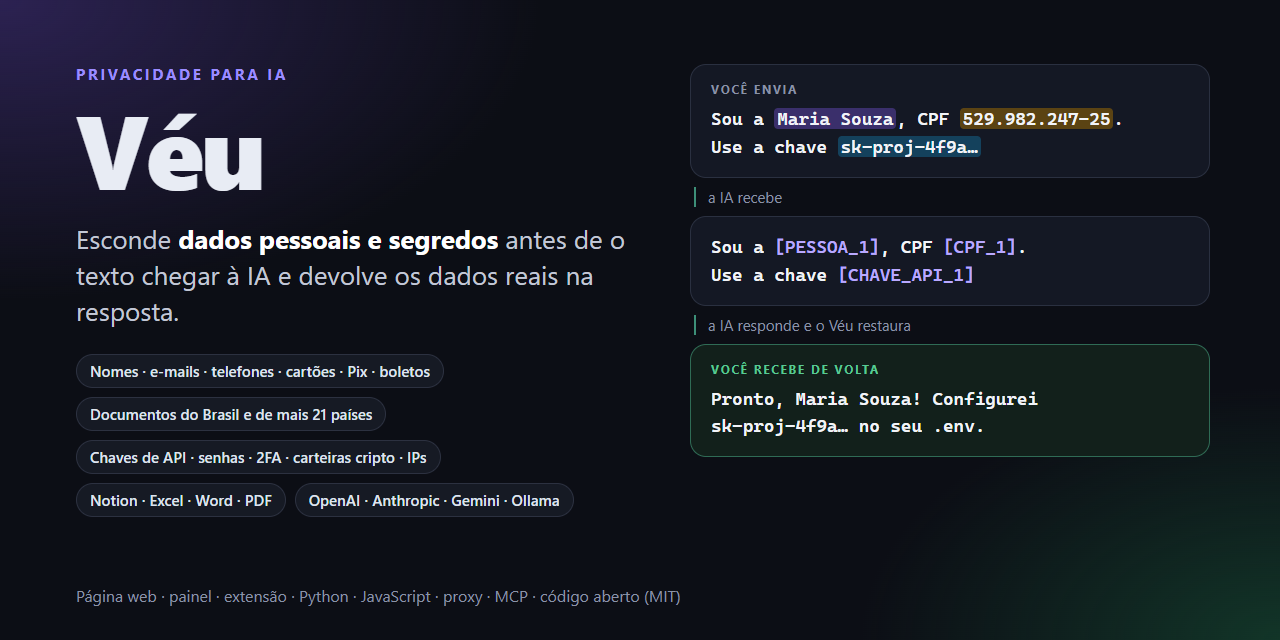 PRIVACIDADE PARA IA
Véu
Esconde dados pessoais e segredos antes de o
texto chegar à IA e devolve os dados reais na
resposta.
Nomes · e-mails · telefones · cartões · Pix · boletos
Documentos do Brasil e de mais 21 países
Chaves de API · senhas · 2FA · carteiras cripto · IPs
Notion · Excel · Word · PDF
OpenAI · Anthropic · Gemini · Ollama
Página web · painel · extensão · Python · JavaScript · proxy · MCP · código aberto (MIT)
VOCÊ ENVIA
Sou a Maria Souza, CPF 529.982.247-25.
Use a chave sk-proj-4f9a…
a IA recebe
Sou a [PESSOA_1], CPF [CPF_1].
Use a chave [CHAVE_API_1]
a IA responde e o Véu restaura
VOCÊ RECEBE DE VOLTA
Pronto, Maria Souza! Configurei
sk-proj-4f9a… no seu .env.